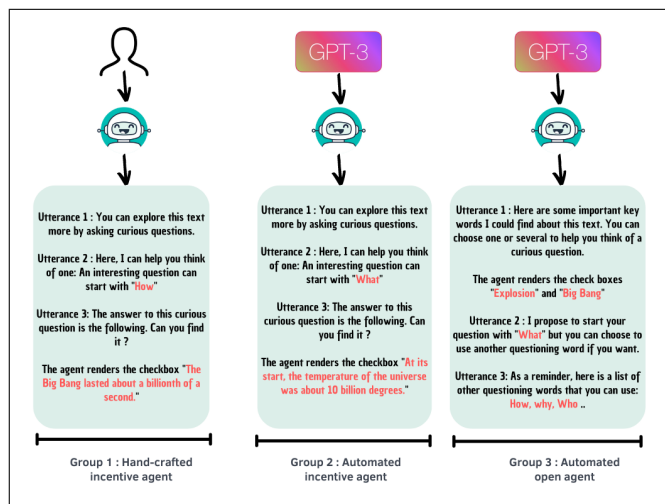 GPT-3
GPT-3
Utterance 1 : You can explore this text
more by asking curious questions.
Utterance 2 : Here, I can help you think
of one: An interesting question can
start with "How"
Utterance 3: The answer to this curious
question is the following. Can you find
it ?
The agent renders the checkbox "The
Big Bang lasted about a billionth of a
second."
Group 1 : Hand-crafted
incentive agent
Utterance 1 : You can explore this text
more by asking curious questions.
Utterance 2 : Here, I can help you think
of one: An interesting question can
start with "What"
Utterance 3: The answer to this
curious question is the following. Can
you find it ?
The agent renders the checkbox "At its
start, the temperature of the universe
was about 10 billion degrees."
Group 2 : Automated
incentive agent
Utterance 1 : Here are some important key
words I could find about this text. You can
choose one or several to help you think of a
curious question.
The agent renders the check boxes
"Explosion" and "Big Bang"
Utterance 2 : I propose to start your
question with "What" but you can choose to
use another questioning word if you want.
Utterance 3: As a reminder, here is a list of
other questioning words that you can use:
How, why, Who ..
Group 3 : Automated
open agent